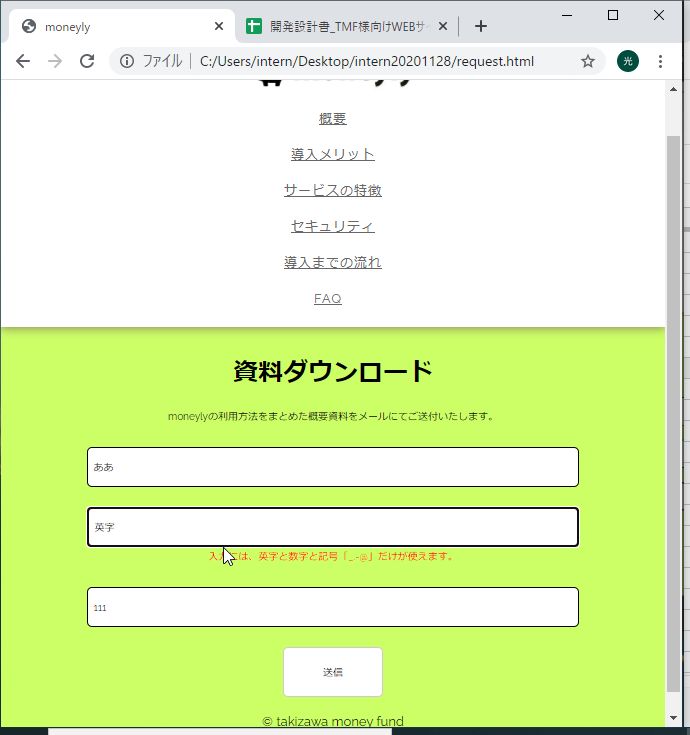 moneyly
開発設計書_TMF様向けWEBサ
ファイル
C:/Users/intern/Desktop/intern20201128/request.html
光
概要
導入メリット
サービスの特徴
セキュリティ
導入までの流れ
FAQ
資料ダウンロード
moneylyの利用方法をまとめた概要資料をメールにてご送付いたします。
ああ
英字
入力には、英字と数字と記号「_.-@」だけが使えます。
111
送信
© takizawa money fund